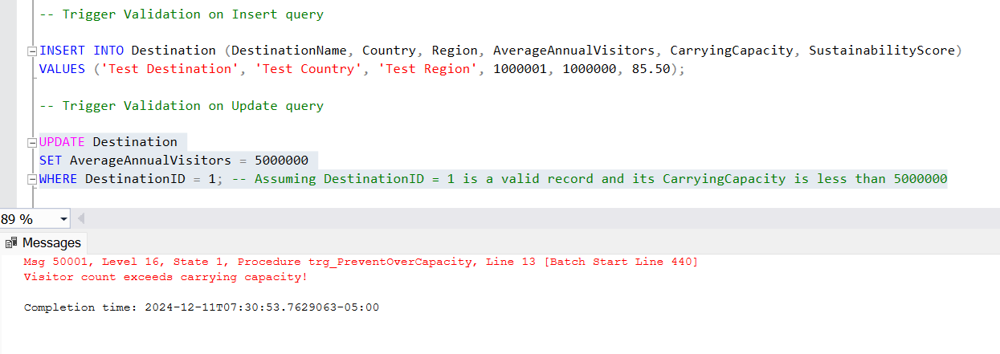 -- Trigger Validation on Insert query
INSERT INTO Destination (DestinationName, Country, Region, AverageAnnualVisitors, CarryingCapacity, SustainabilityScore)
VALUES ('Test Destination', 'Test Country', 'Test Region', 1000001, 1000000, 85.50);
-- Trigger Validation on Update query
UPDATE Destination
SET AverageAnnualVisitors = 5000000
WHERE DestinationID = 1; -- Assuming DestinationID = 1 is a valid record and its CarryingCapacity is less than 5000000
89 %
Messages
Msg 50001, Level 16, State 1, Procedure trg_PreventOverCapacity, Line 13 [Batch Start Line 440]
Visitor count exceeds carrying capacity!
Completion time: 2024-12-11T07:30:53.7629063-05:00